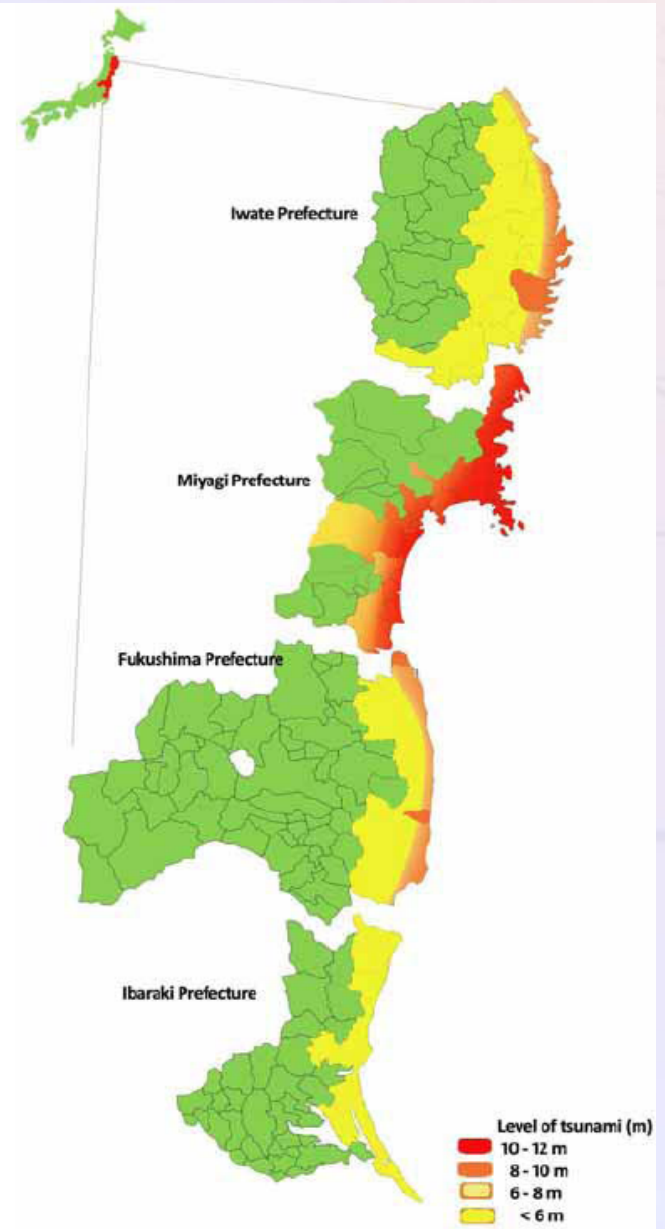 Iwate Prefecture
Miyagi Prefecture
Fukushima Prefecture
Ibaraki Prefecture
Level of tsunami (m)
10 - 12 m
8 - 10 m
6 - 8 m
< 6 m